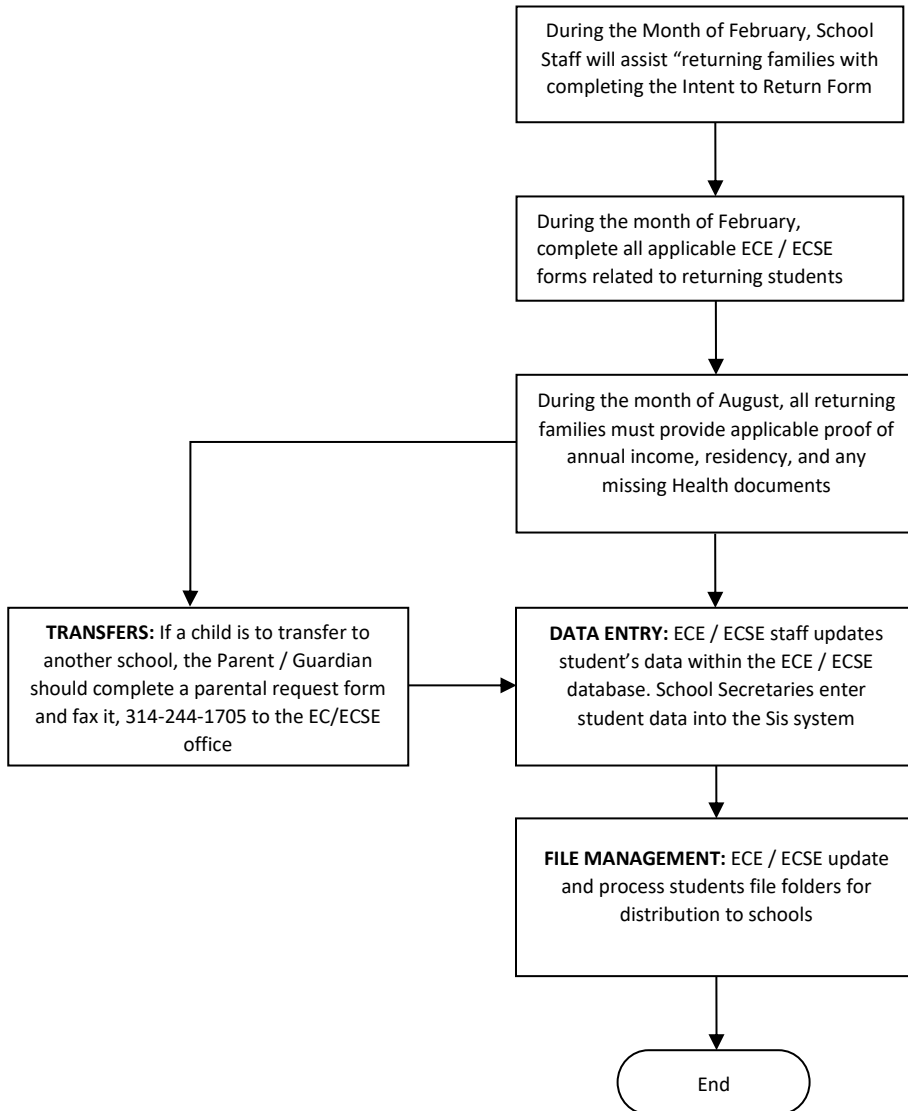 During the Month of February, School
Staff will assist “returning families with
completing the Intent to Return Form
During the month of February,
complete all applicable ECE / ECSE
forms related to returning students
During the month of August, all returning
families must provide applicable proof of
annual income, residency, and any
missing Health documents
TRANSFERS: If a child is to transfer to
another school, the Parent / Guardian
should complete a parental request form
and fax it, 314-244-1705 to the EC/ECSE
office
DATA ENTRY: ECE / ECSE staff updates
student’s data within the ECE / ECSE
database. School Secretaries enter
student data into the Sis system
FILE MANAGEMENT: ECE / ECSE update
and process students file folders for
distribution to schools
End